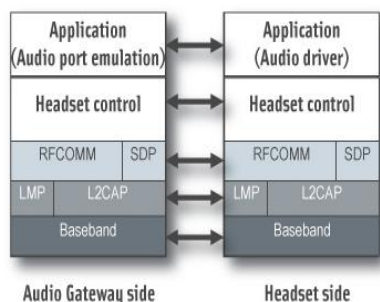 Application
(Audio port emulation)
Application
(Audio driver)
Headset control
Headset control
RFCOMM SDP
RFCOMM SDP
LMP L2CAP
LMP L2CAP
Baseband
Baseband
Audio Gateway side
Headset side